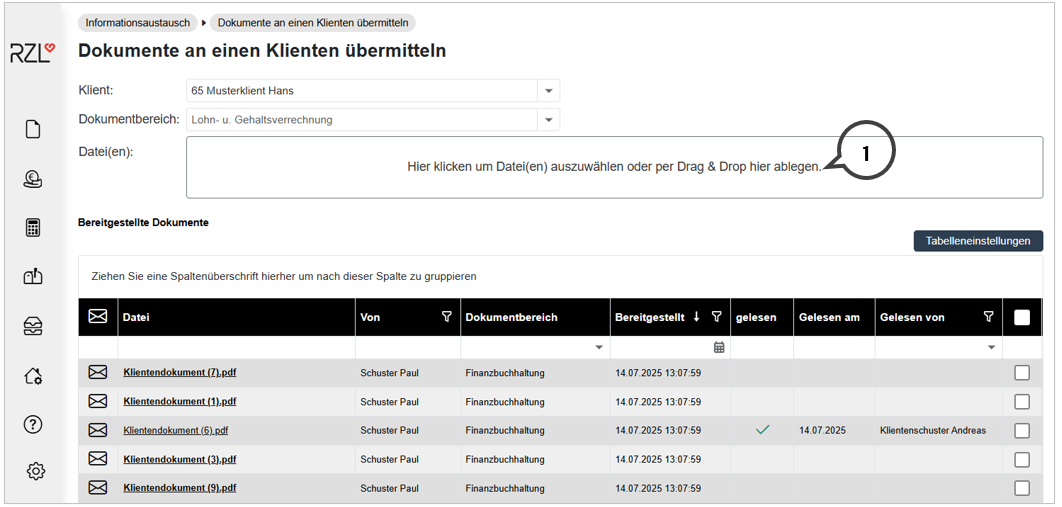 Informationsaustausch ▸ Dokumente an einen Klienten übermitteln
RZL
Dokumente an einen Klienten übermitteln
Klient: 65 Musterklient Hans
Dokumentbereich: Lohn- u. Gehaltsverrechnung
Datei(en):
Hier klicken um Datei(en) auszuwählen oder per Drag & Drop hier ablegen.
1
Bereitgestellte Dokumente
Tabelleneinstellungen
Ziehen Sie eine Spaltenüberschrift hierher um nach dieser Spalte zu gruppieren
Datei Von Dokumentbereich Bereitgestellt ↓ gelesen Gelesen am Gelesen von
Klientendokument (7).pdf Schuster Paul Finanzbuchhaltung 14.07.2025 13:07:59
Klientendokument (1).pdf Schuster Paul Finanzbuchhaltung 14.07.2025 13:07:59
Klientendokument (6).pdf Schuster Paul Finanzbuchhaltung 14.07.2025 13:07:59 ✓ 14.07.2025 Klientenschuster Andreas
Klientendokument (3).pdf Schuster Paul Finanzbuchhaltung 14.07.2025 13:07:59
Klientendokument (9).pdf Schuster Paul Finanzbuchhaltung 14.07.2025 13:07:59